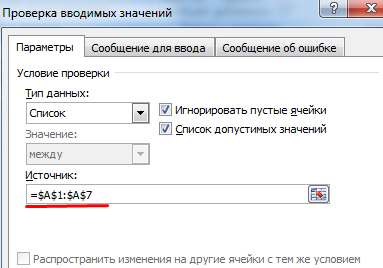 Проверка вводимых значений
Параметры Сообщение для ввода Сообщение об ошибке
Условие проверки
Тип данных:
Список
Игнорировать пустые ячейки
Значение:
Список допустимых значений
между
Источник:
=$A$1:$A$7
Распространить изменения на другие ячейки с тем же условием